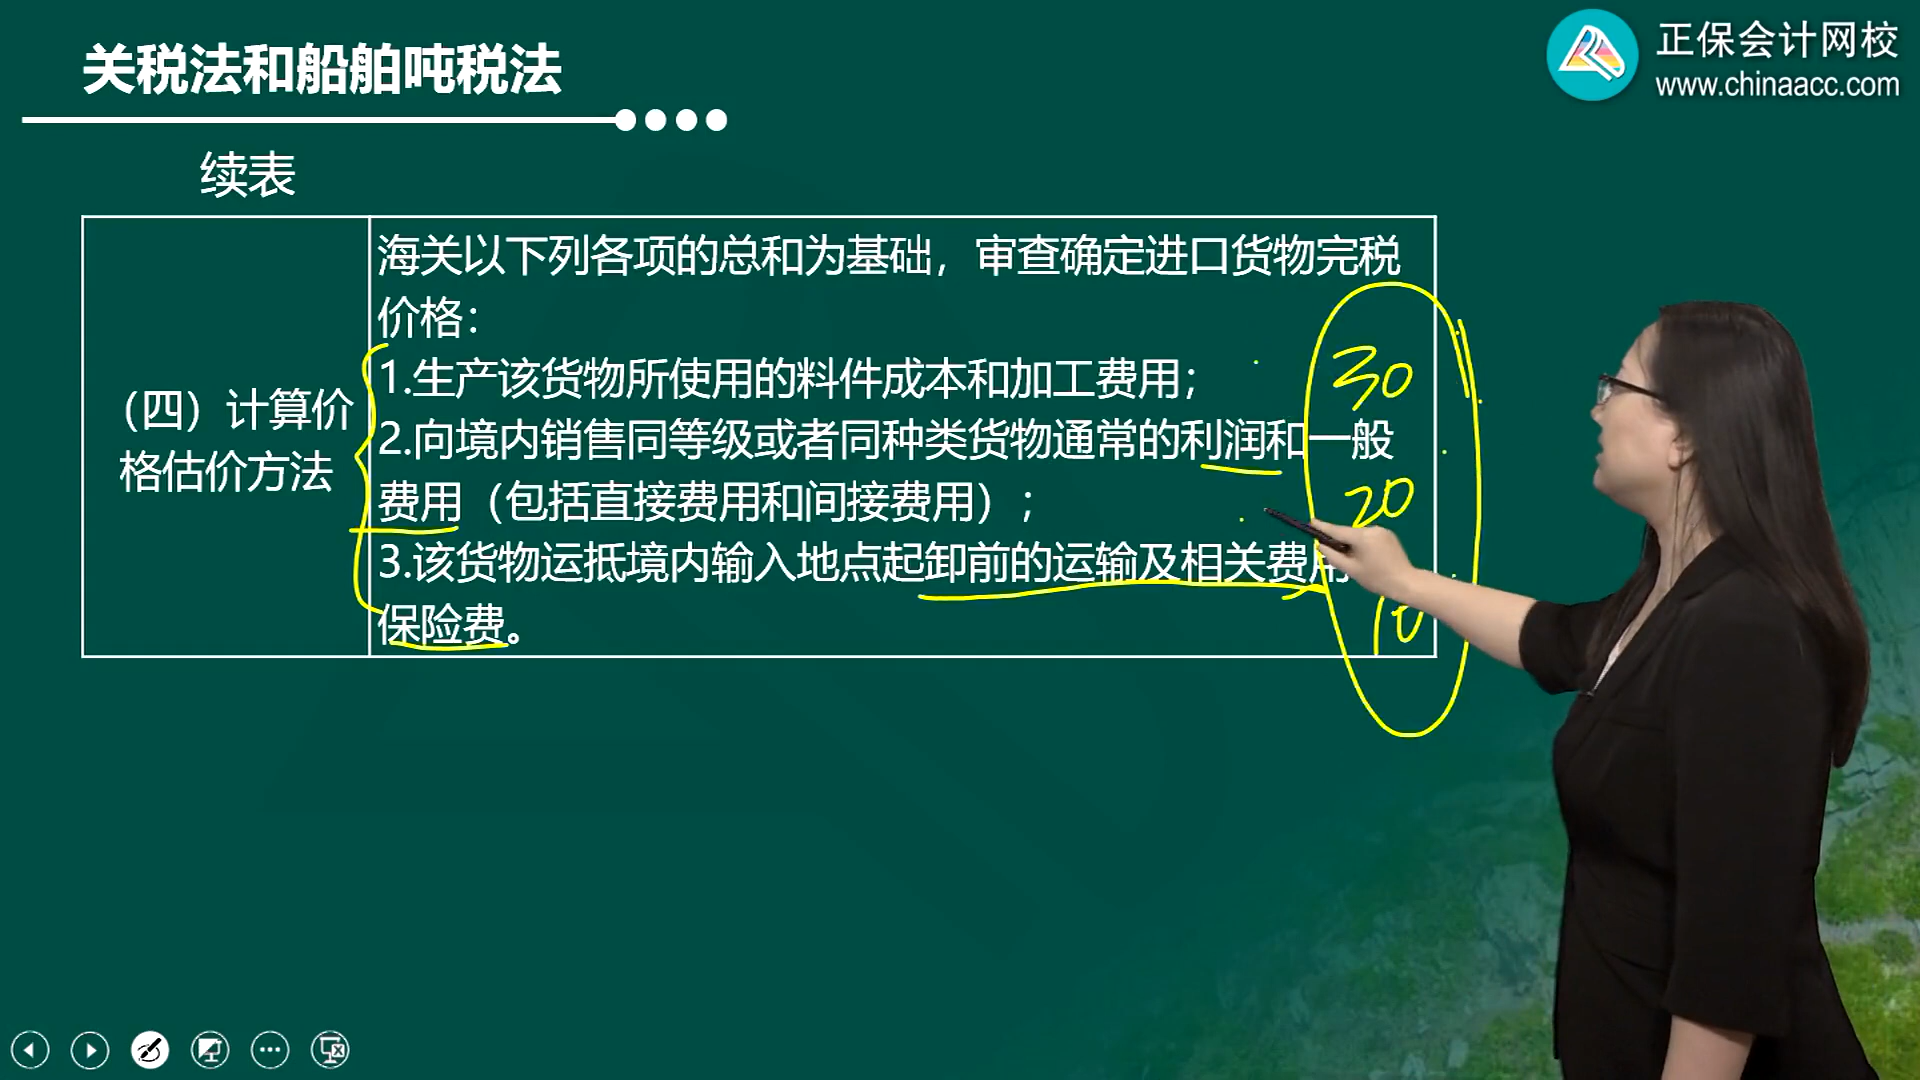 关税法和船舶吨税法
正保会计网校
www.chinaacc.com
续表
（四）计算价
格估价方法
海关以下列各项的总和为基础，审查确定进口货物完税
价格：
1.生产该货物所使用的料件成本和加工费用；
2.向境内销售同等级或者同种类货物通常的利润和一般
费用（包括直接费用和间接费用）；
3.该货物运抵境内输入地点起卸前的运输及相关费用
保险费。
30
20
10